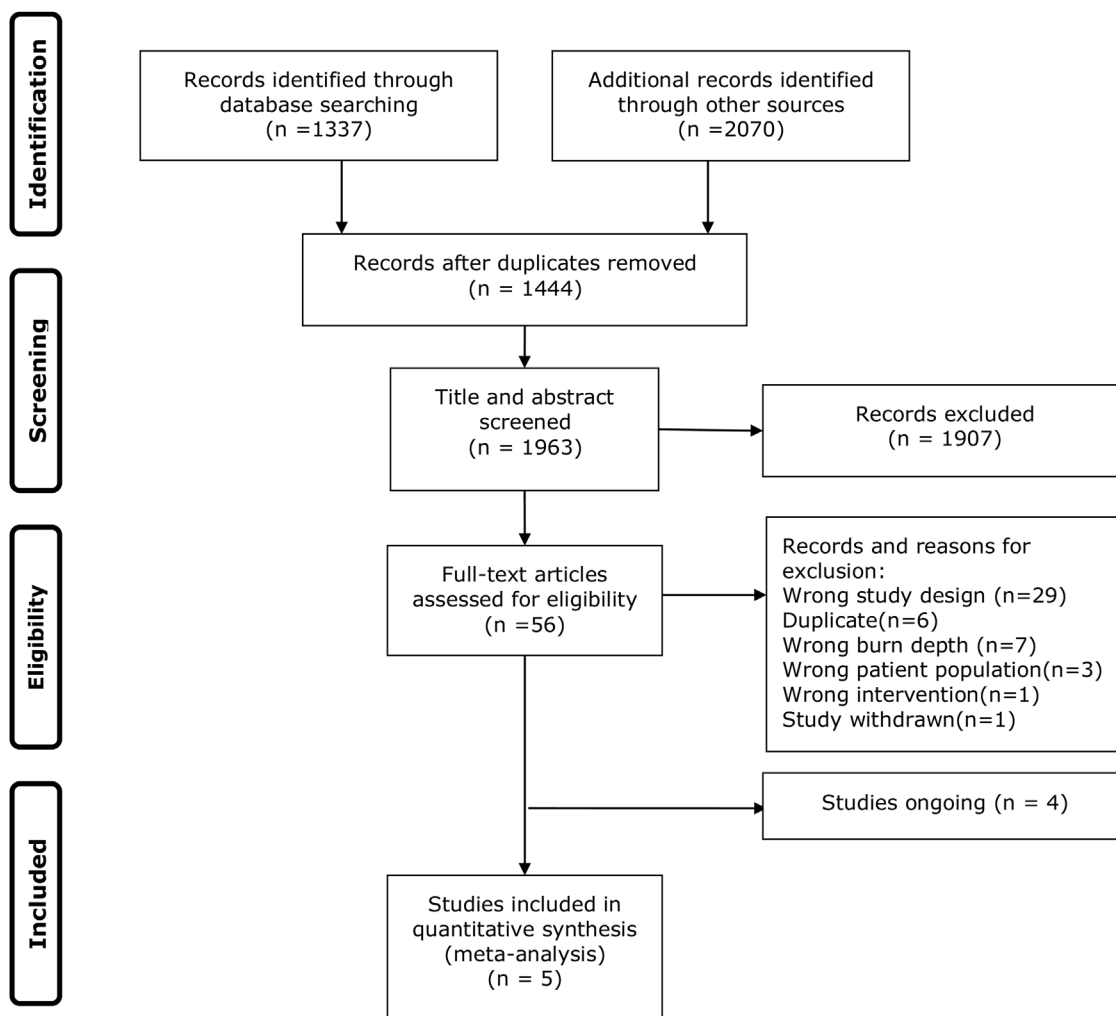 Identification
Records identified through
database searching
(n =1337)
Additional records identified
through other sources
(n =2070)
Records after duplicates removed
(n = 1444)
Screening
Title and abstract
screened
(n = 1963)
Records excluded
(n = 1907)
Eligibility
Full-text articles
assessed for eligibility
(n =56)
Records and reasons for
exclusion:
Wrong study design (n=29)
Duplicate(n=6)
Wrong burn depth (n=7)
Wrong patient population(n=3)
Wrong intervention(n=1)
Study withdrawn(n=1)
Included
Studies ongoing (n = 4)
Studies included in
quantitative synthesis
(meta-analysis)
(n = 5)